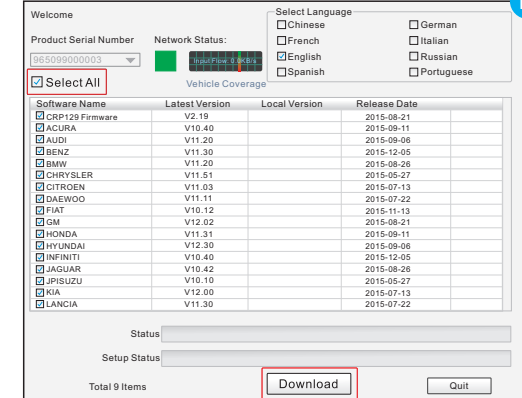 Welcome
Select Language
Chinese German
Product Serial Number Network Status: French Italian
965099000003 Input Flow 0.0KB/s English Russian
Select All Vehicle Coverage Spanish Portuguese
Software Name Latest Version Local Version Release Date
CRP129 Firmware V2.19 2015-08-21
ACURA V10.40 2015-09-11
AUDI V11.20 2015-09-06
BENZ V11.30 2015-12-05
BMW V11.20 2015-08-26
CHRYSLER V11.51 2015-05-27
CITROEN V11.03 2015-07-13
DAEWOO V11.11 2015-07-22
FIAT V10.12 2015-11-13
GM V12.02 2015-08-21
HONDA V11.31 2015-09-11
HYUNDAI V12.30 2015-09-06
INFINITI V10.40 2015-12-05
JAGUAR V10.42 2015-08-26
JPISUZU V10.10 2015-05-27
KIA V12.00 2015-07-13
LANCIA V11.30 2015-07-22
Status
Setup Status
Total 9 Items Download Quit